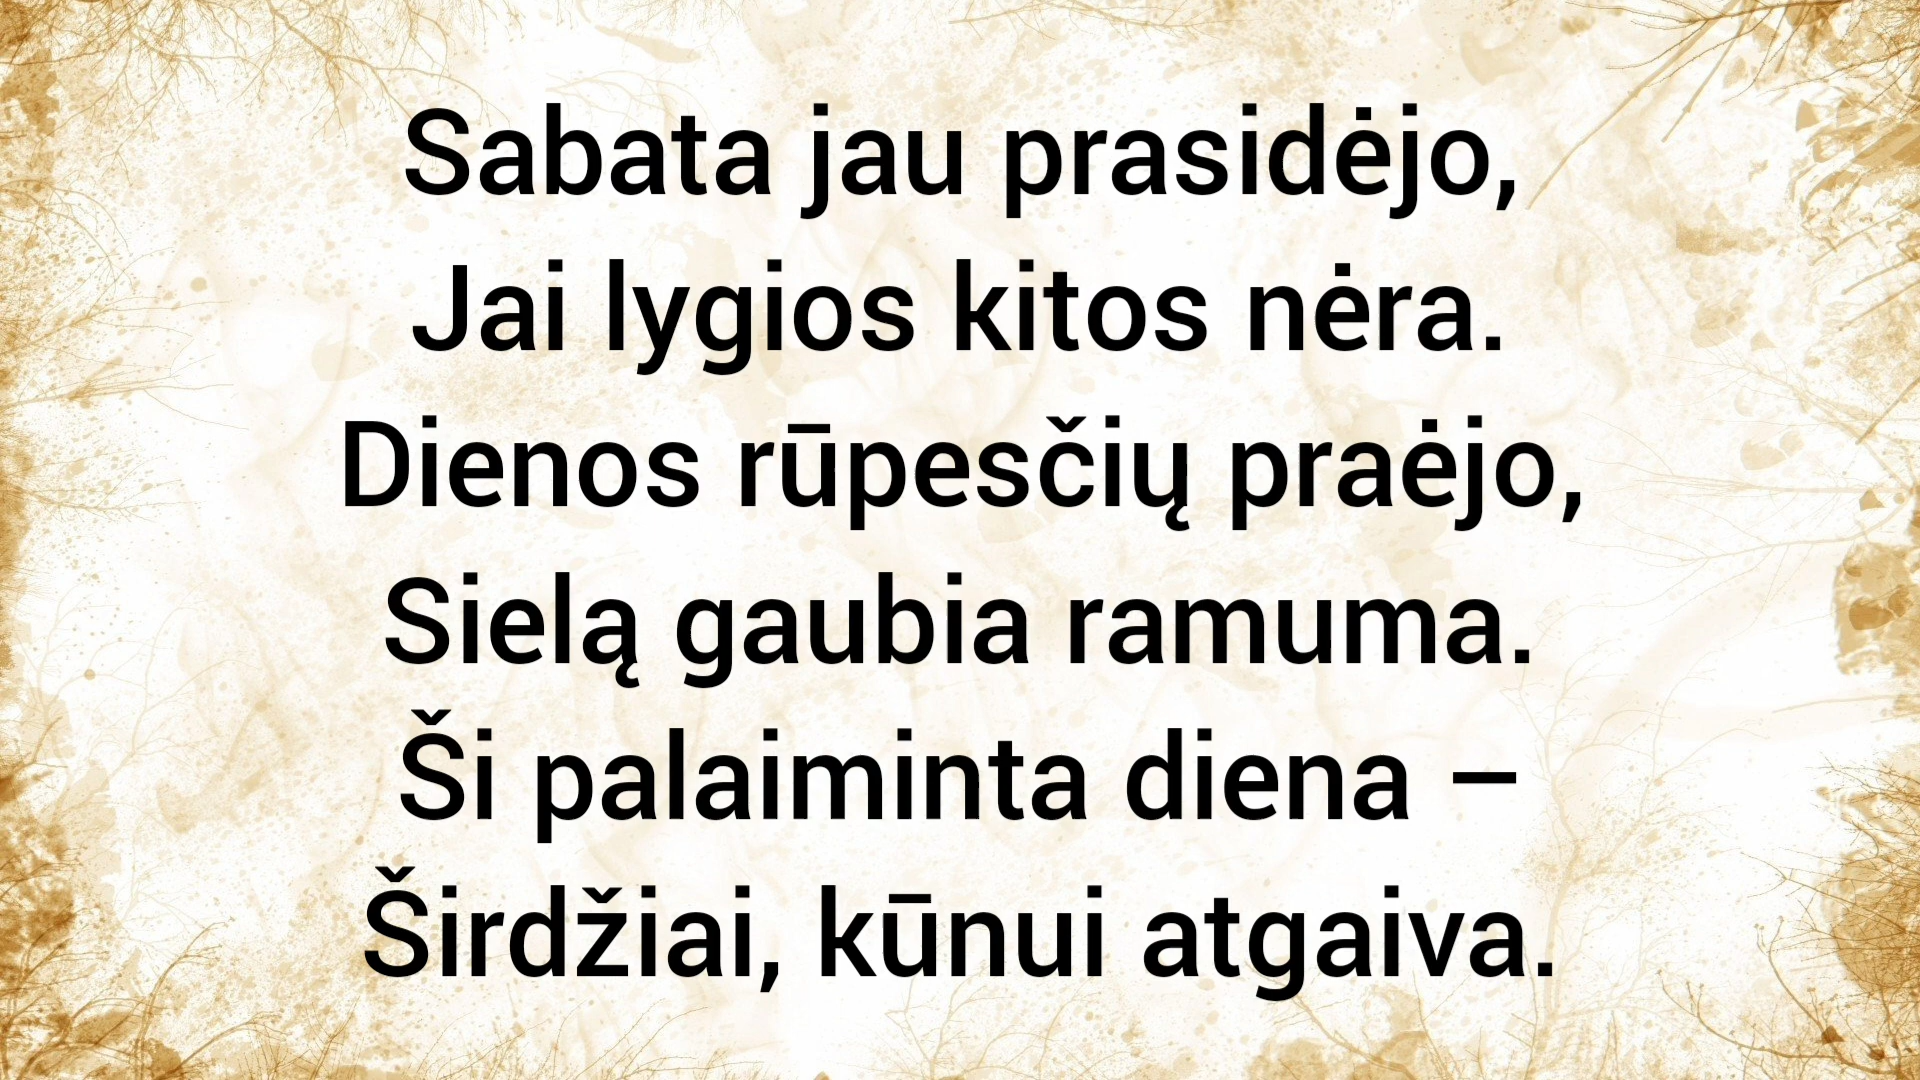 Sabata jau prasidėjo,
Jai lygios kitos nėra.
Dienos rūpesčių praėjo,
Sielą gaubia ramuma.
Ši palaiminta diena –
Širdžiai, kūnui atgaiva.